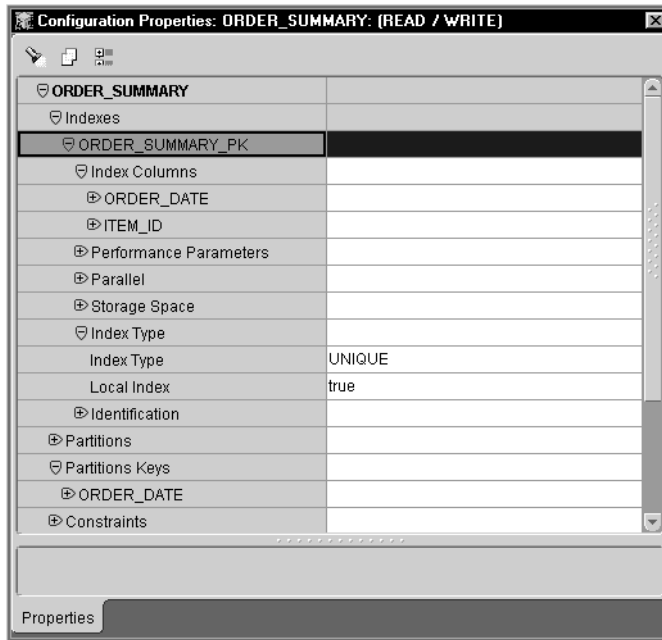 Configuration Properties: ORDER_SUMMARY: (READ / WRITE)
ORDER_SUMMARY
Indexes
ORDER_SUMMARY_PK
Index Columns
ORDER_DATE
ITEM_ID
Performance Parameters
Parallel
Storage Space
Index Type
Index Type UNIQUE
Local Index true
Identification
Partitions
Partitions Keys
ORDER_DATE
Constraints
Properties